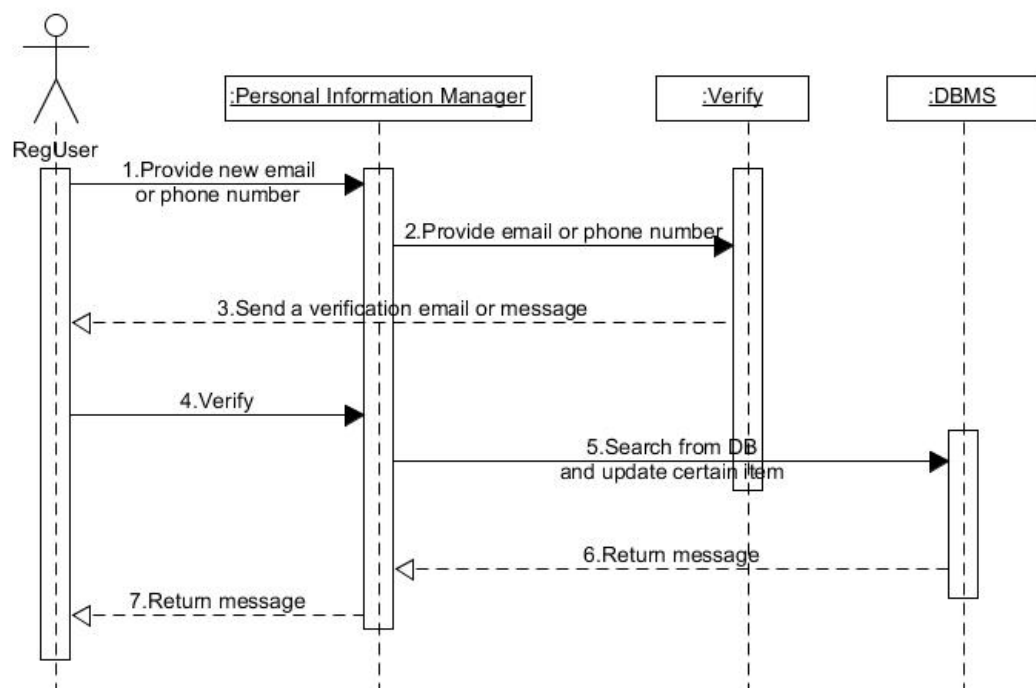 :Personal Information Manager
:Verify
:DBMS
RegUser
1.Provide new email
or phone number
2.Provide email or phone number
3.Send a verification email or message
4.Verify
5.Search from DB
and update certain item
6.Return message
7.Return message